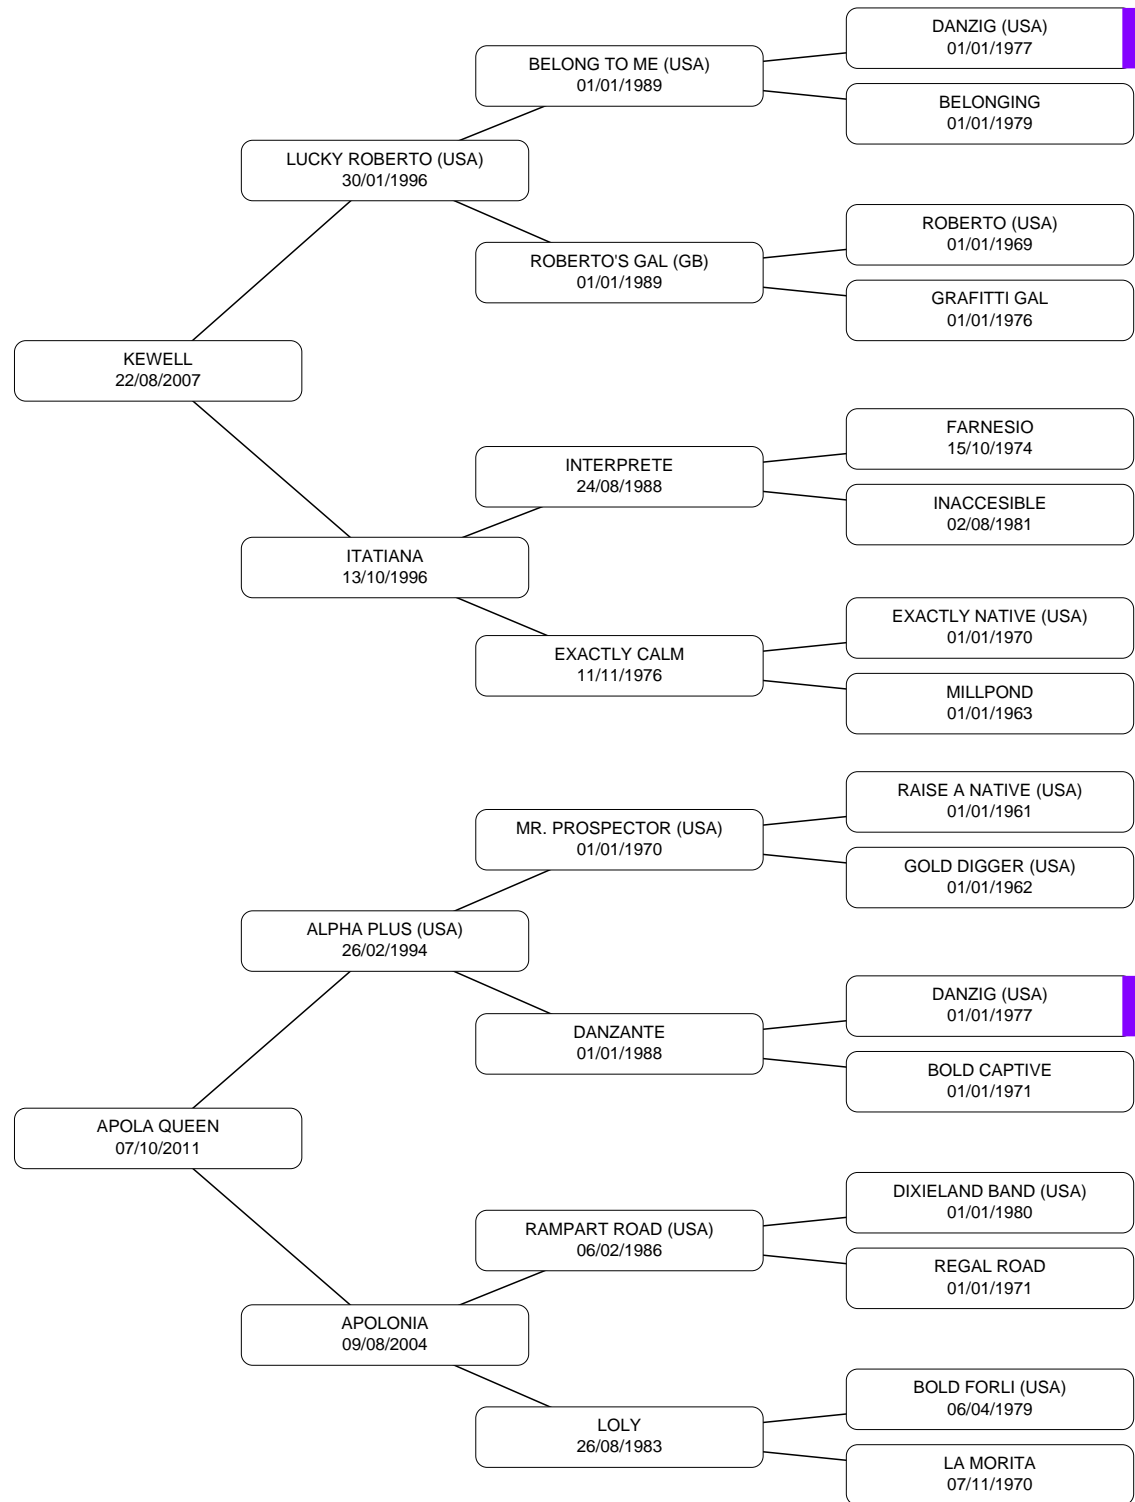 DANZIG (USA)
01/01/1977
BELONG TO ME (USA)
01/01/1989
BELONGING
01/01/1979
LUCKY ROBERTO (USA)
30/01/1996
ROBERTO (USA)
01/01/1969
ROBERTO'S GAL (GB)
01/01/1989
GRAFITTI GAL
01/01/1976
KEWELL
22/08/2007
FARNESIO
15/10/1974
INTERPRETE
24/08/1988
INACCESIBLE
02/08/1981
ITATIANA
13/10/1996
EXACTLY NATIVE (USA)
01/01/1970
EXACTLY CALM
11/11/1976
MILLPOND
01/01/1963
RAISE A NATIVE (USA)
01/01/1961
MR. PROSPECTOR (USA)
01/01/1970
GOLD DIGGER (USA)
01/01/1962
ALPHA PLUS (USA)
26/02/1994
DANZIG (USA)
01/01/1977
DANZANTE
01/01/1988
BOLD CAPTIVE
01/01/1971
APOLA QUEEN
07/10/2011
DIXIELAND BAND (USA)
01/01/1980
RAMPART ROAD (USA)
06/02/1986
REGAL ROAD
01/01/1971
APOLONIA
09/08/2004
BOLD FORLI (USA)
06/04/1979
LOLY
26/08/1983
LA MORITA
07/11/1970